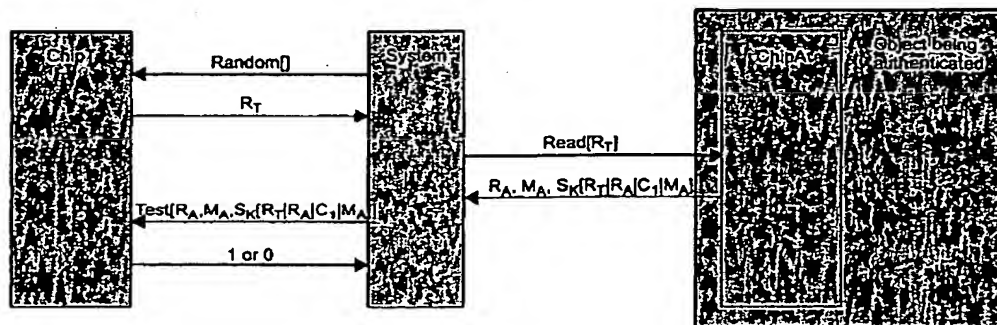 Chip
System
ChipA
Object being
authenticated
Random[]
R_T
Read[R_T]
R_A, M_A, S_K[R_T|R_A|C_1|M_A]
Test[R_A,M_A,S_K[R_T|R_A|C_1|M_A]]
1 or 0